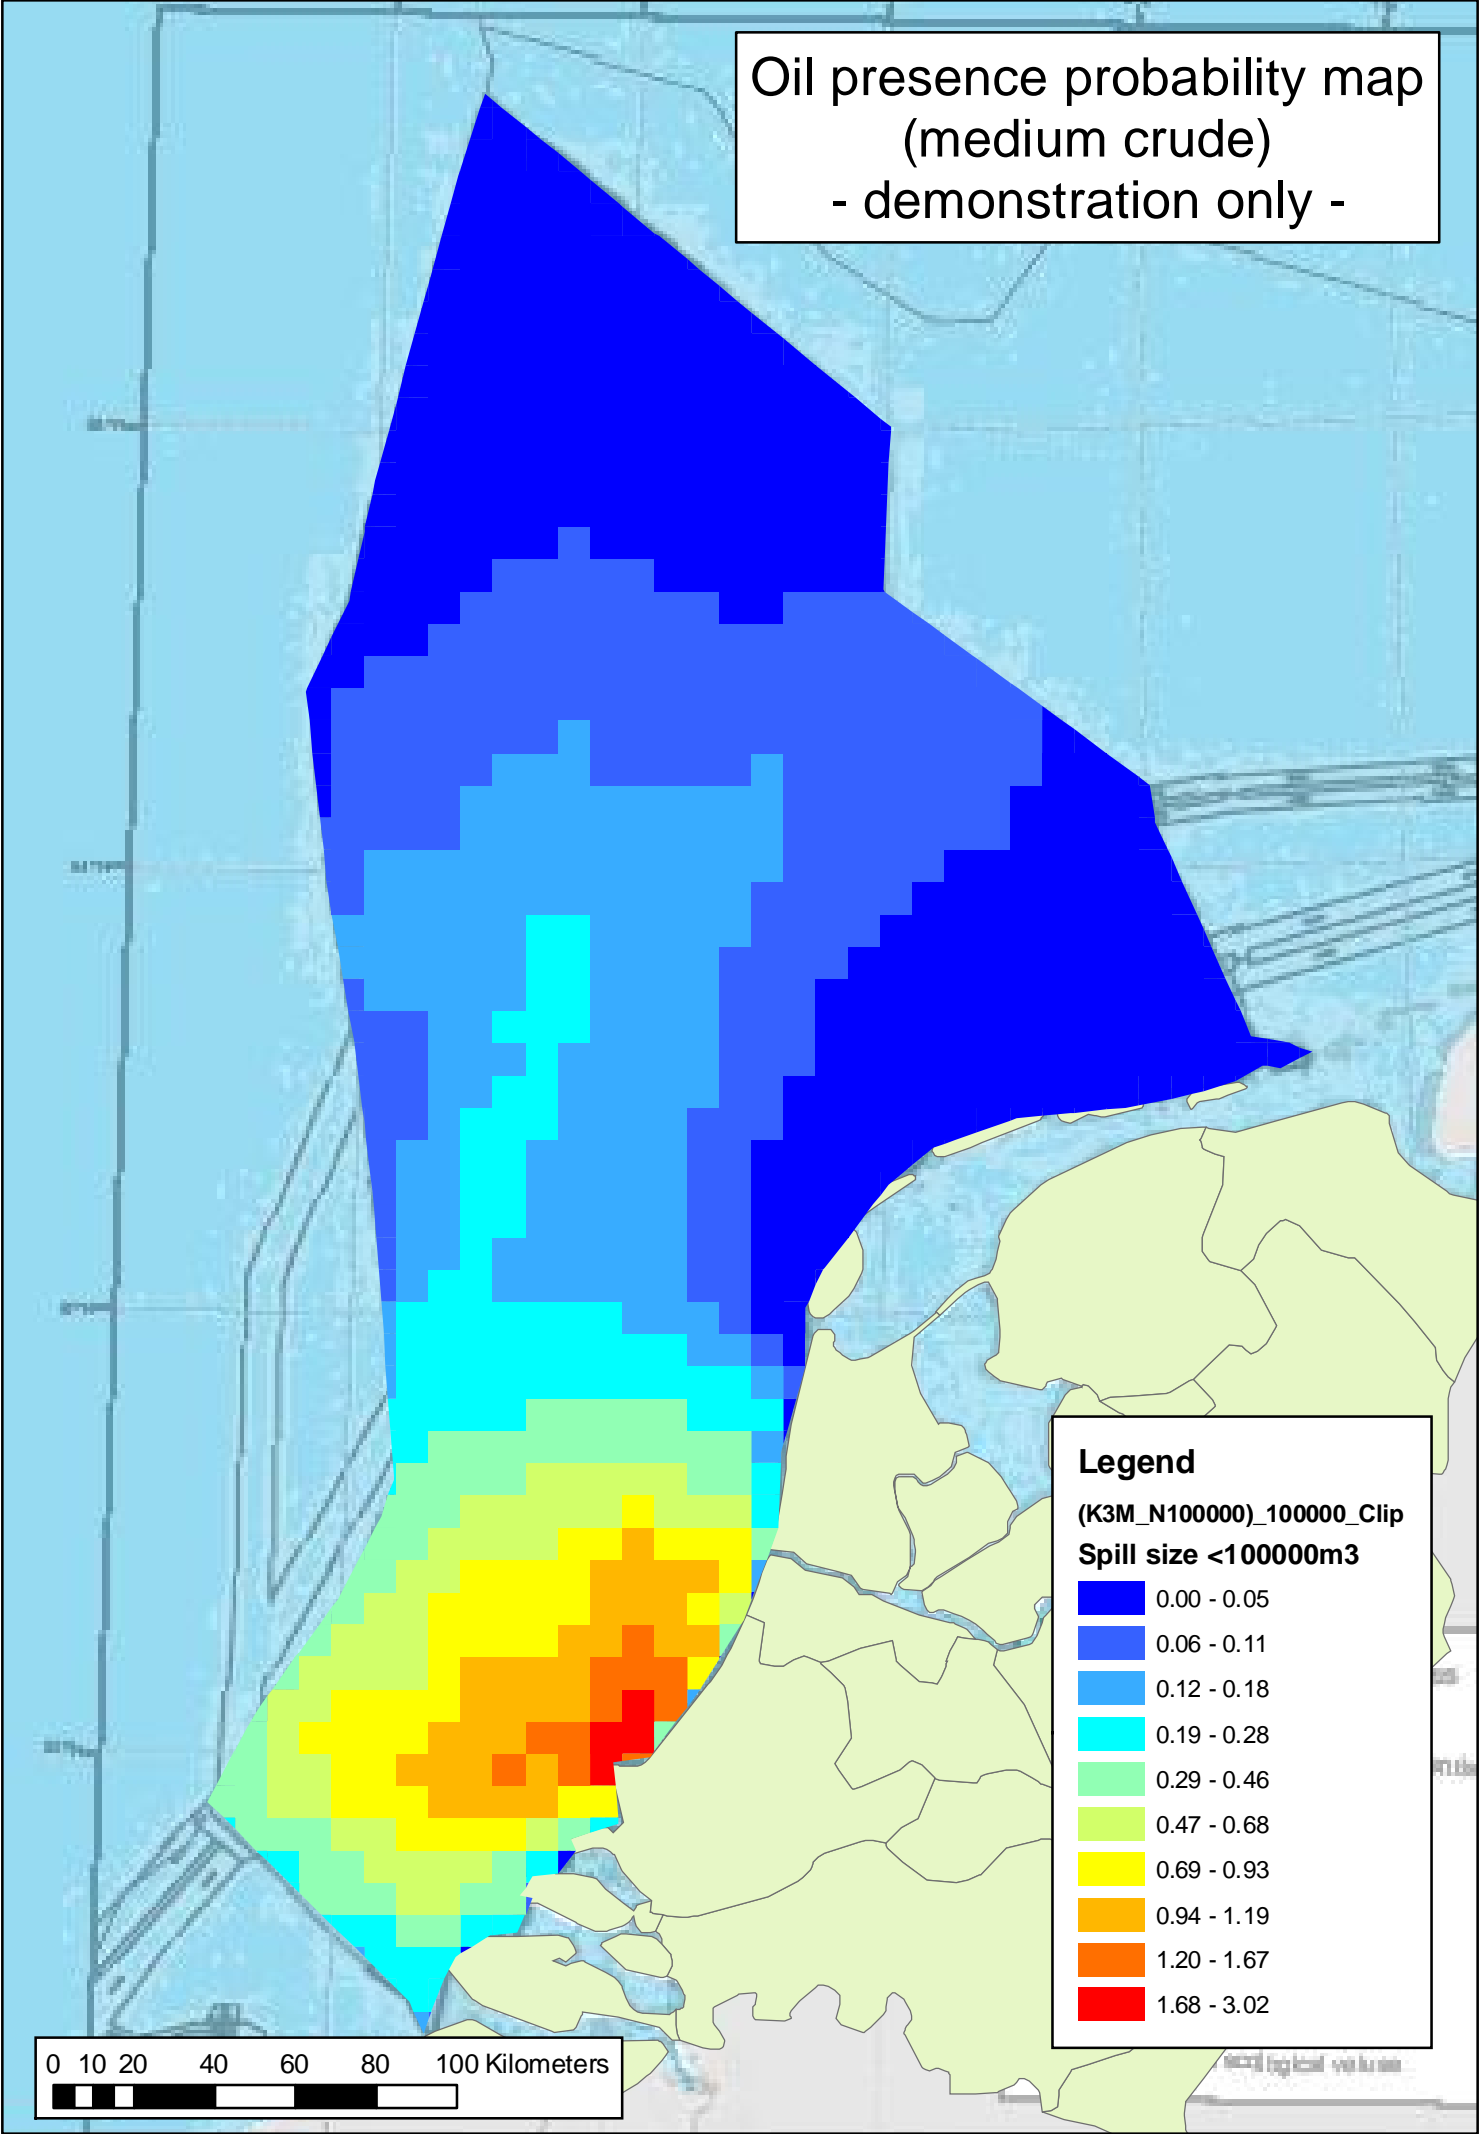 Oil presence probability map
(medium crude)
- demonstration only -
Legend
(K3M_N100000)_100000_Clip
Spill size <100000m3
0.00 - 0.05
0.06 - 0.11
0.12 - 0.18
0.19 - 0.28
0.29 - 0.46
0.47 - 0.68
0.69 - 0.93
0.94 - 1.19
1.20 - 1.67
1.68 - 3.02
0 10 20 40 60 80 100 Kilometers